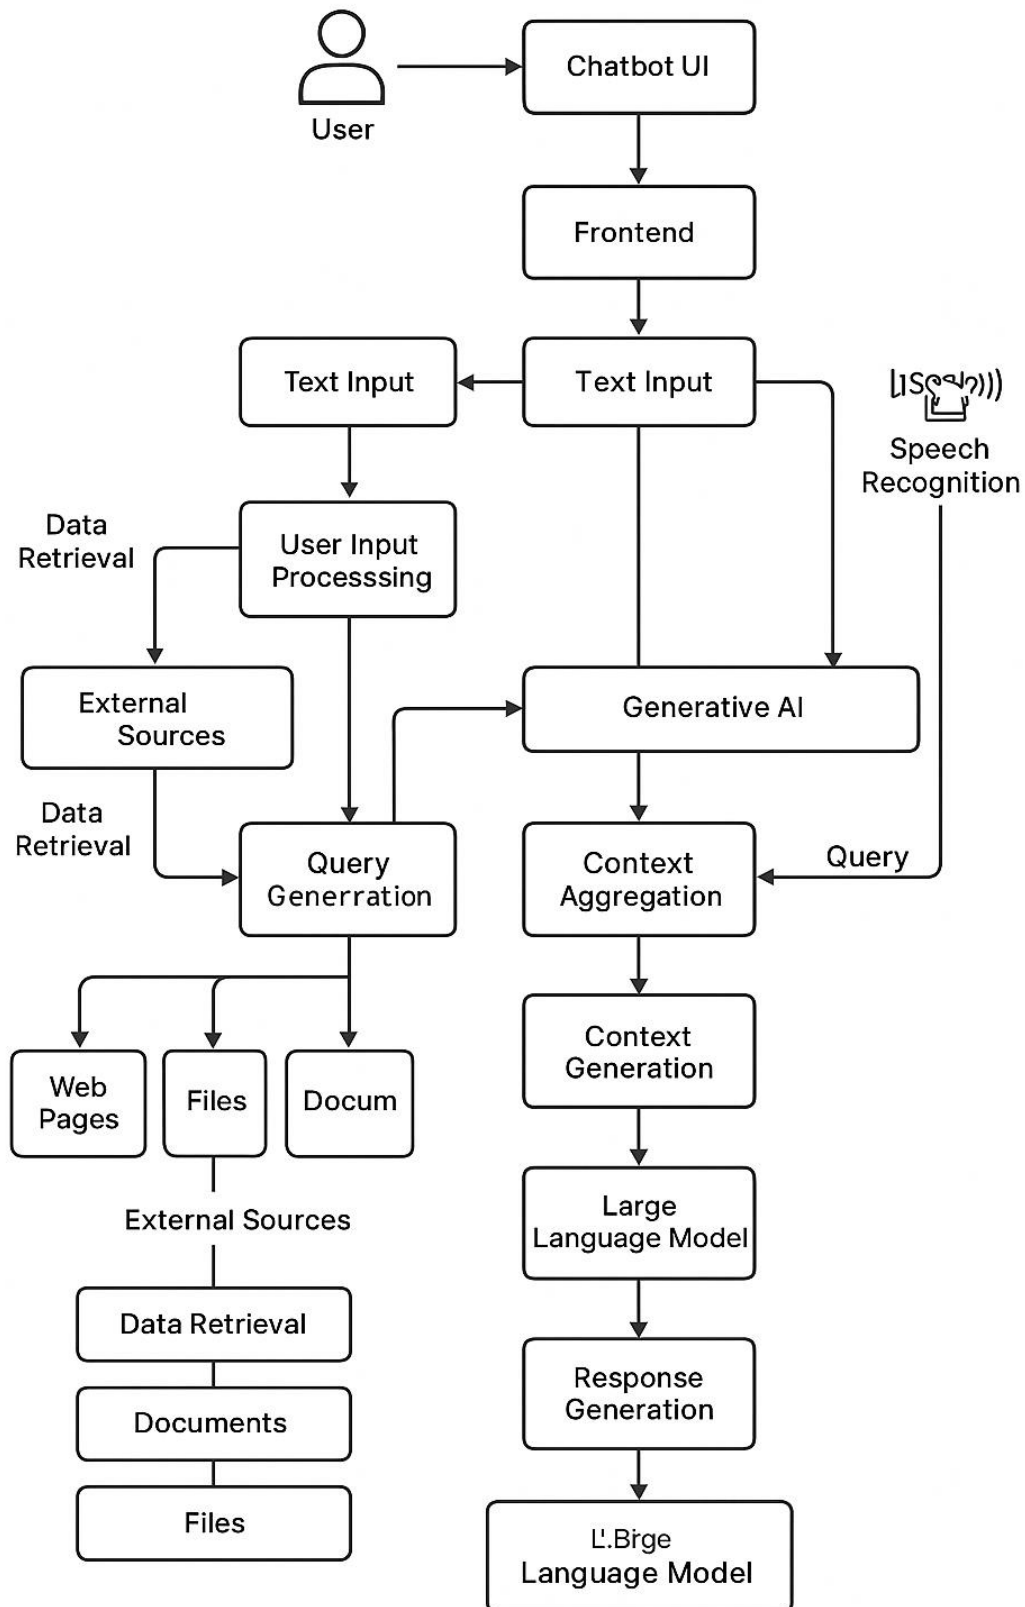 Chatbot UI
User
Frontend
Text Input
Text Input
Speech
Recognition
Data
Retrieval
User Input
Processsing
External
Sources
Generative AI
Data
Retrieval
Query
Generration
Context
Aggregation
Query
Context
Generation
Web
Pages
Files
Docum
External Sources
Large
Language Model
Data Retrieval
Response
Generation
Documents
Files
Language Model